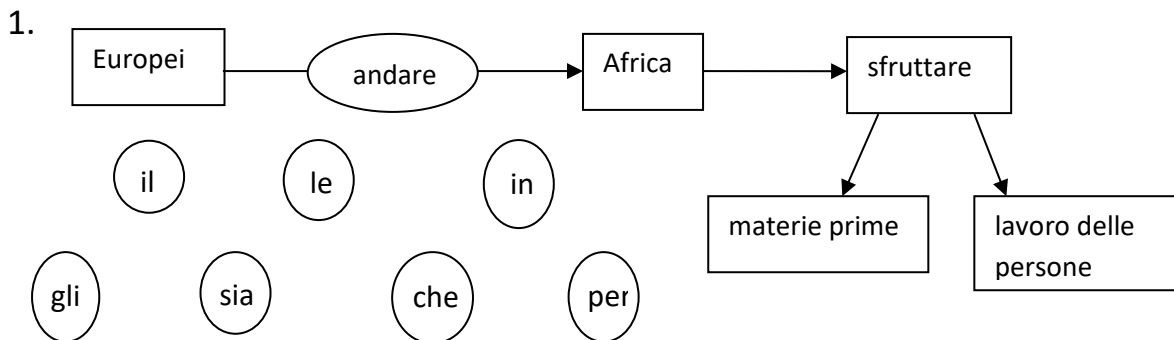 1.
Europei
andare
Africa
sfruttare
il
le
in
materie prime
lavoro delle
persone
gli
sia
che
per